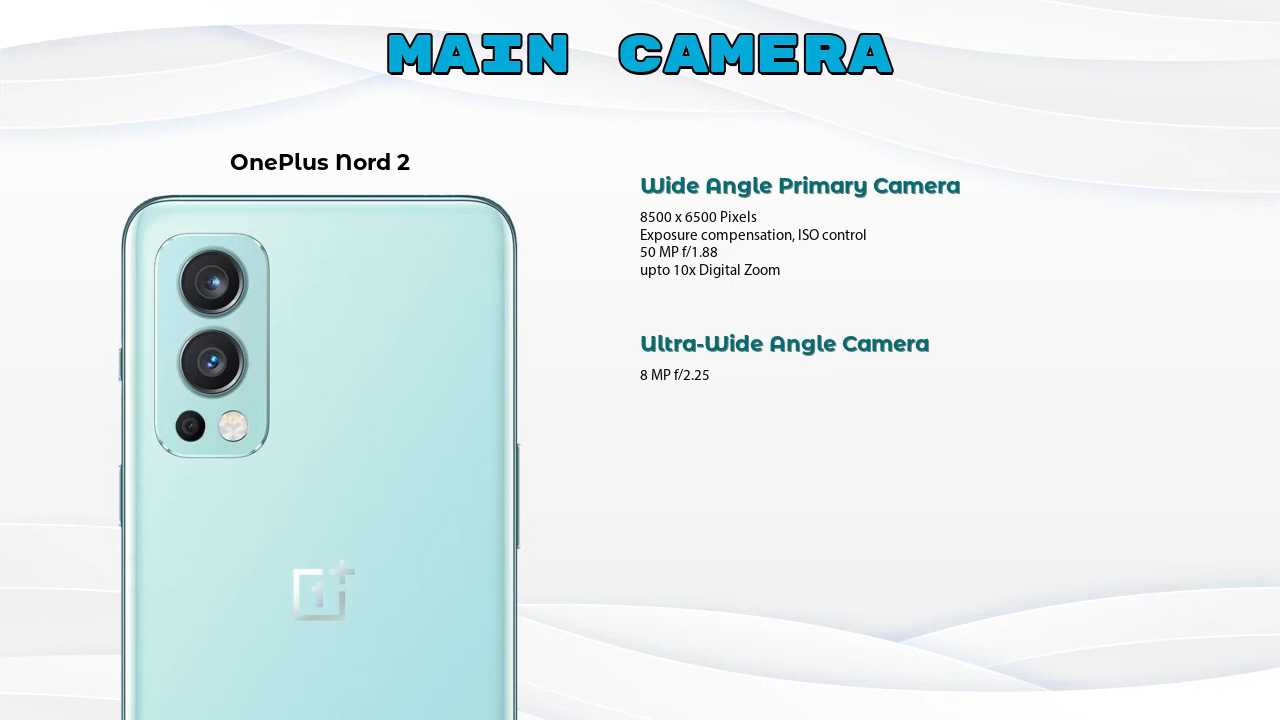 MAIN CAMERA
OnePlus Nord 2
Wide Angle Primary Camera
8500 x 6500 Pixels
Exposure compensation, ISO control
50 MP f/1.88
upto 10x Digital Zoom
Ultra-Wide Angle Camera
8 MP f/2.25
1+